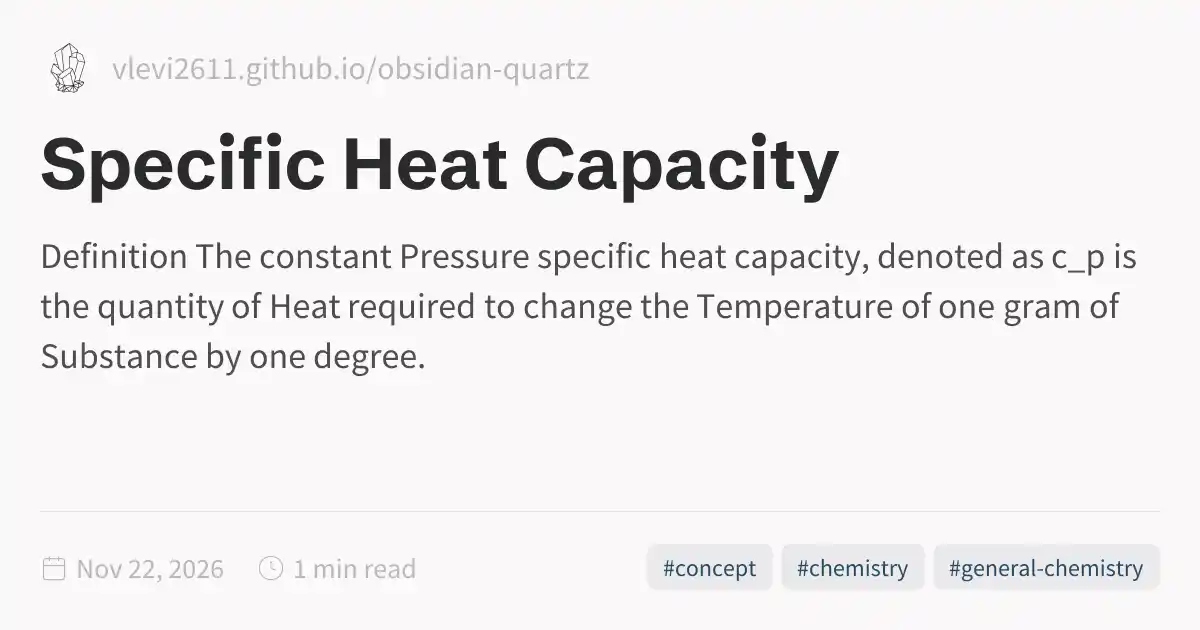 vlevi2611.github.io/obsidian-quartz
Specific Heat Capacity
Definition The constant Pressure specific heat capacity, denoted as c_p is
the quantity of Heat required to change the Temperature of one gram of
Substance by one degree.
Nov 22, 2026 1 min read #concept #chemistry #general-chemistry